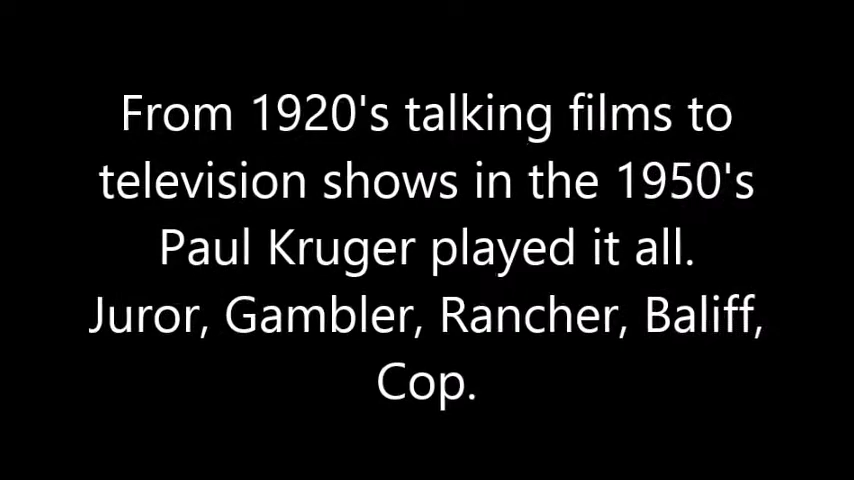 From 1920's talking films to
television shows in the 1950's
Paul Kruger played it all.
Juror, Gambler, Rancher, Baliff,
Cop.